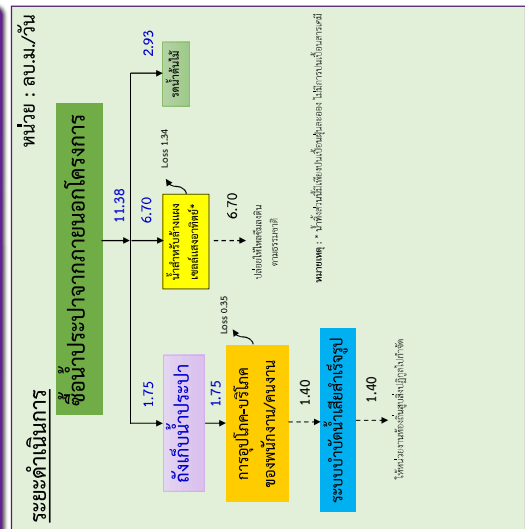 ระยะดำเนินการ
หน่วย : ลบ.ม./วัน
ซื้อน้ำประปาจากภายนอกโครงการ
11.38
1.75
6.70
2.93
ถังเก็บน้ำประปา
น้ำสำหรับล้างแผง
เซลล์แสงอาทิตย์*
รดน้ำต้นไม้
Loss 1.34
1.75
6.70
การอุปโภค-บริโภค
ของพนักงาน/คนงาน
Loss 0.35
ปล่อยให้ไหลซึมลงดิน
ตามธรรมชาติ
1.40
ระบบบำบัดน้ำเสียสำเร็จรูป
1.40
ให้หน่วยงานท้องถิ่นสูบสิ่งปฏิกูลไปกำจัด
หมายเหตุ : * น้ำทิ้งส่วนนี้มีเพียงปนเปื้อนฝุ่นละออง ไม่มีการปนเปื้อนสารเคมี